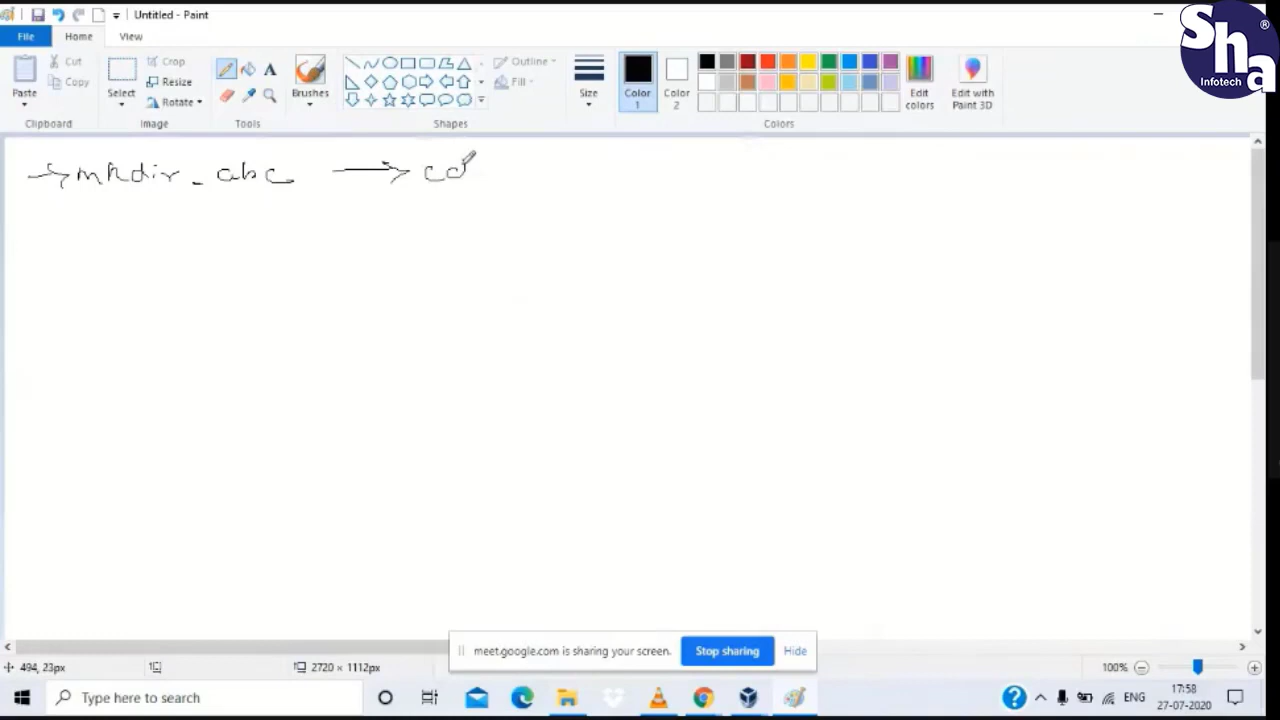 Untitled - Paint
File Home View
Paste Cut Copy Clipboard
Select Crop Resize Rotate Image
A Tools
Brushes
Outline Fill Shapes
Size
Color 1
Color 2
Edit colors
Edit with Paint 3D
Colors
Sha ®
Infotech
→ mkdir - abc → cd
meet.google.com is sharing your screen. Stop sharing Hide
494, 23px 2720 × 1112px 100%
Type here to search ENG 17:58
27-07-2020